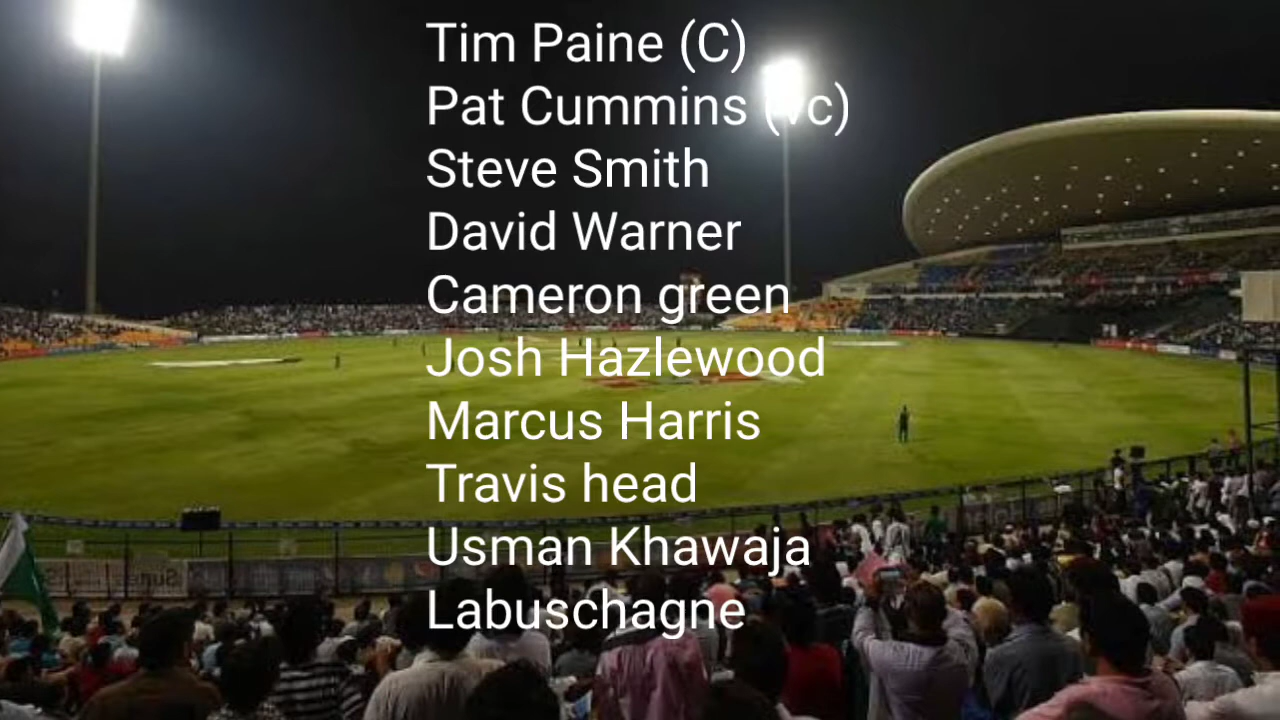 Tim Paine (C)
Pat Cummins (vc)
Steve Smith
David Warner
Cameron green
Josh Hazlewood
Marcus Harris
Travis head
Usman Khawaja
Labuschagne